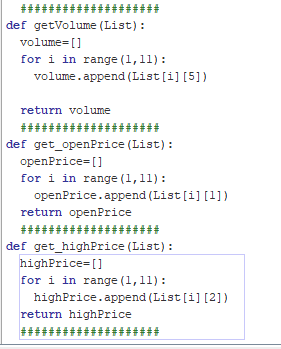 ####################
def getVolume(List):
  volume=[]
  for i in range(1,11):
    volume.append(List[i][5])

  return volume
  ####################
def get_openPrice(List):
  openPrice=[]
  for i in range(1,11):
    openPrice.append(List[i][1])
  return openPrice
  ####################
def get_highPrice(List):
  highPrice=[]
  for i in range(1,11):
    highPrice.append(List[i][2])
  return highPrice
  ####################